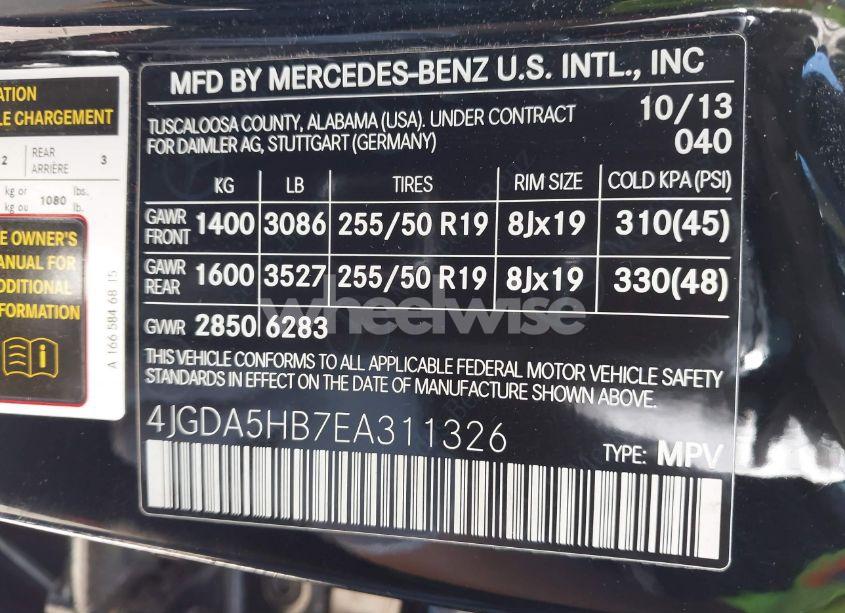 ATION
LE CHARGEMENT
2 REAR ARRIÈRE 3
kg or kg ou 1080 lbs. lb.
E OWNER'S
ANUAL FOR
DDITIONAL
FORMATION
A 166 584 68 15
MFD BY MERCEDES-BENZ U.S. INTL., INC
TUSCALOOSA COUNTY, ALABAMA (USA). UNDER CONTRACT 10/13
FOR DAIMLER AG, STUTTGART (GERMANY) 040
KG LB TIRES RIM SIZE COLD KPA (PSI)
GAWR FRONT 1400 3086 255/50 R19 8Jx19 310(45)
GAWR REAR 1600 3527 255/50 R19 8Jx19 330(48)
wheelwise
GVWR 2850 6283
THIS VEHICLE CONFORMS TO ALL APPLICABLE FEDERAL MOTOR VEHICLE SAFETY
STANDARDS IN EFFECT ON THE DATE OF MANUFACTURE SHOWN ABOVE.
4JGDA5HB7EA311326
TYPE: MPV